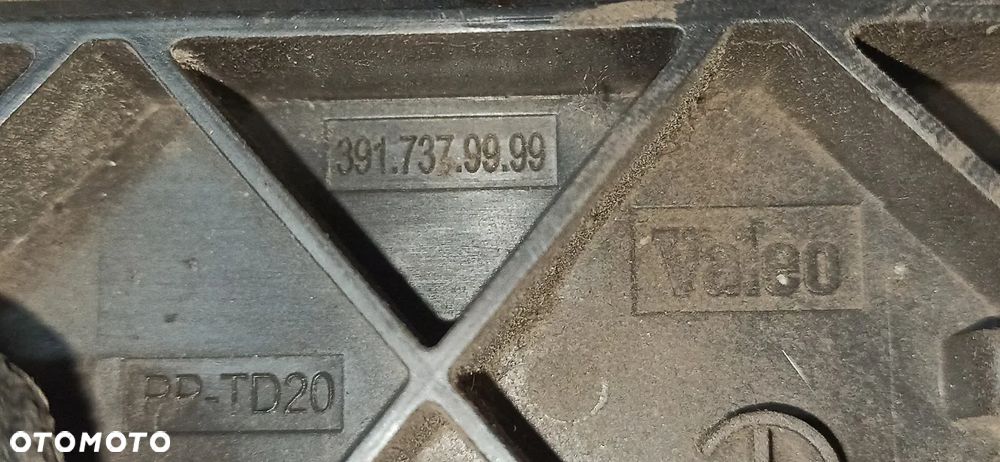 391.737.99.99
Valeo
PP-TD20
OTOMOTO